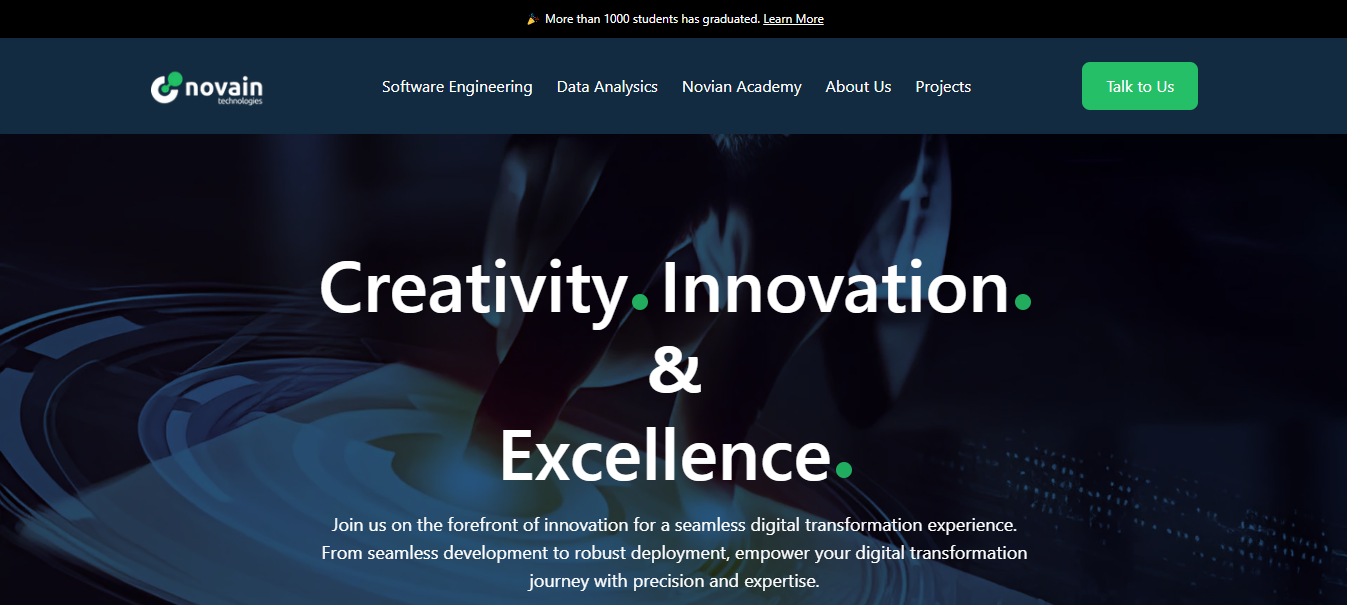 🎉 More than 1000 students has graduated. Learn More
novain
technologies
Software Engineering Data Analysics Novian Academy About Us Projects
Talk to Us
Creativity. Innovation.
&
Excellence.
Join us on the forefront of innovation for a seamless digital transformation experience.
From seamless development to robust deployment, empower your digital transformation
journey with precision and expertise.